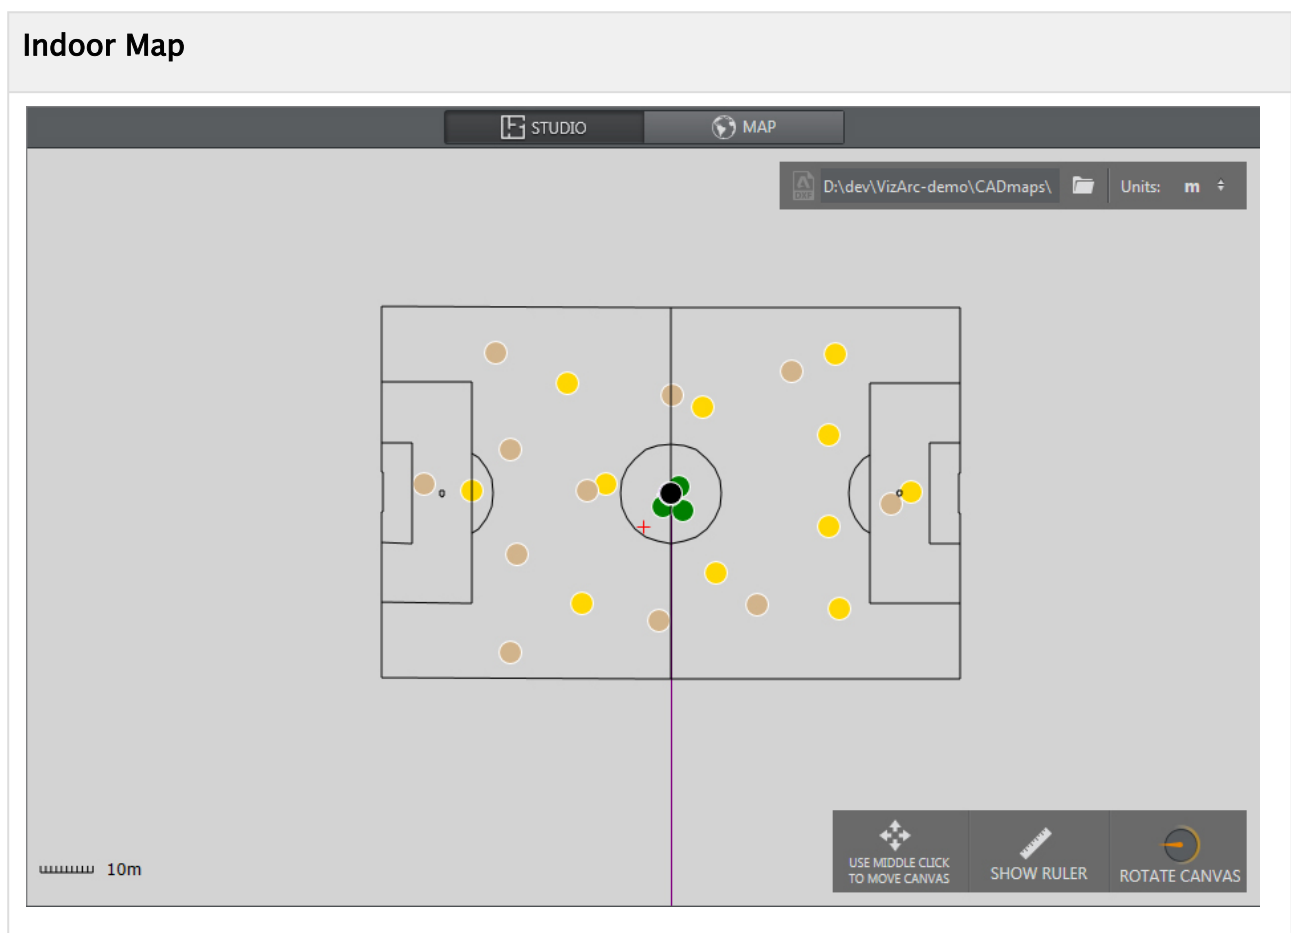 Indoor Map
STUDIO
MAP
D:\dev\VizArc-demo\CADmaps\
Units:
m
10m
USE MIDDLE CLICK
TO MOVE CANVAS
SHOW RULER
ROTATE CANVAS